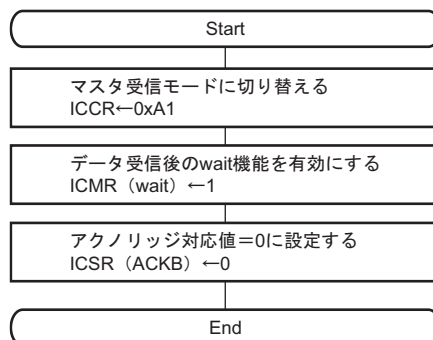 Start
マスタ受信モードに切り替える
ICCR←0xA1
データ受信後のwait機能を有効にする
ICMR（wait）←1
アクノリッジ対応値＝0に設定する
ICSR（ACKB）←0
End